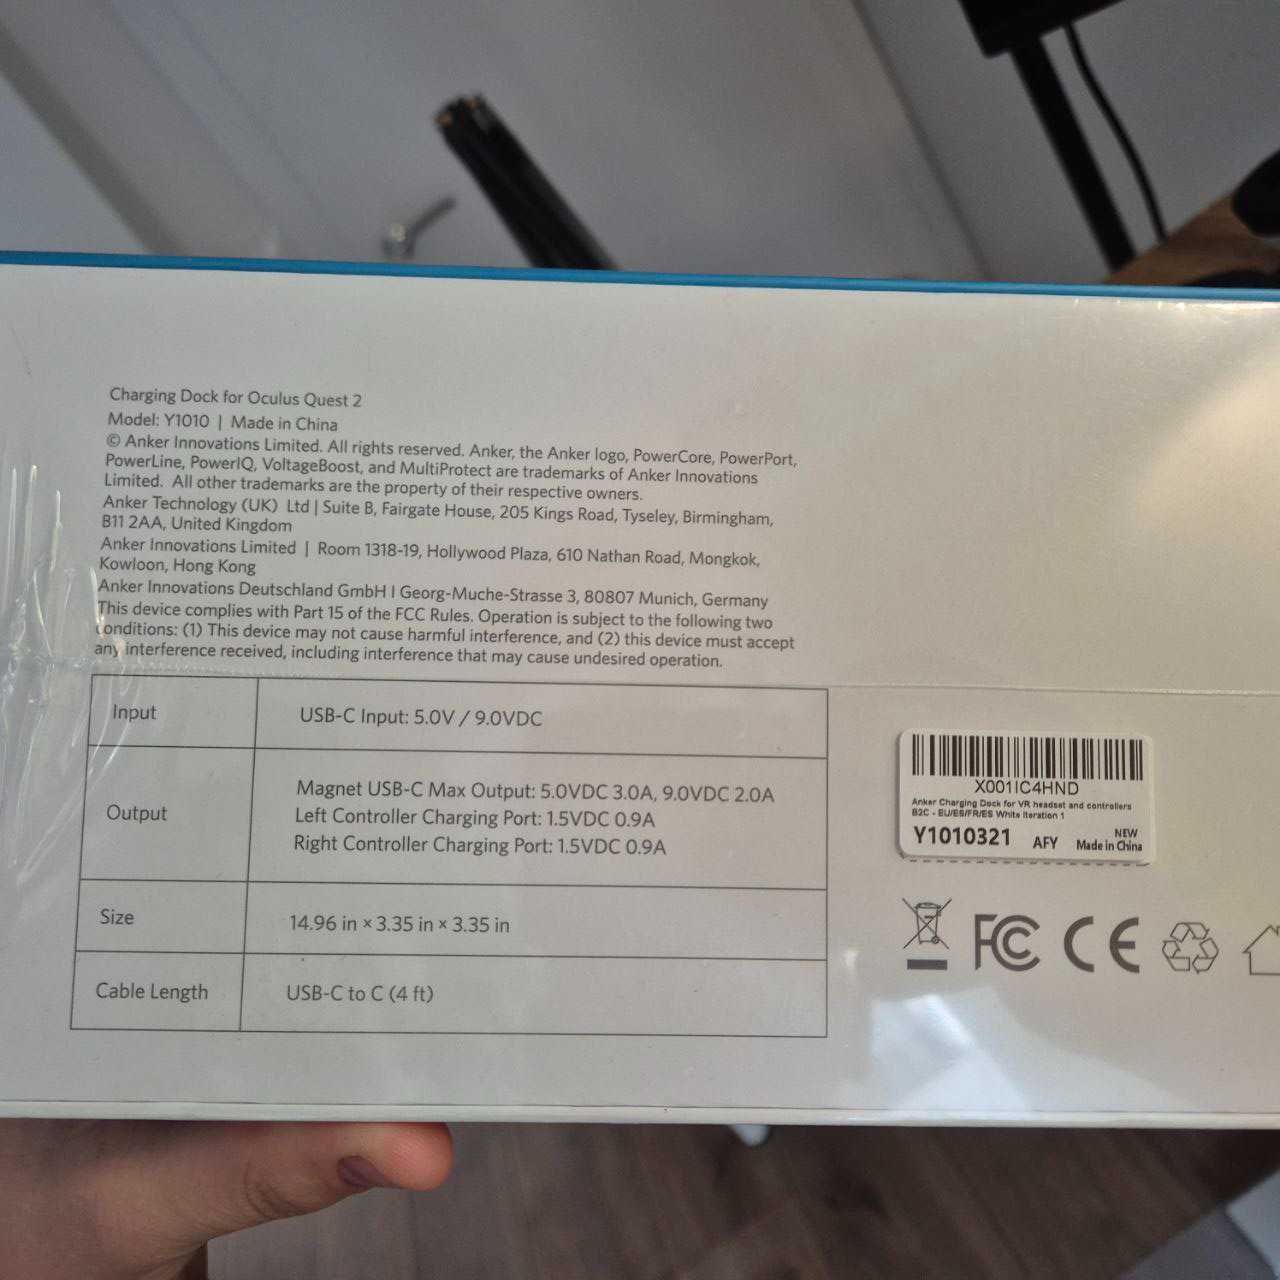 Charging Dock for Oculus Quest 2
Model: Y1010 | Made in China
© Anker Innovations Limited. All rights reserved. Anker, the Anker logo, PowerCore, PowerPort,
PowerLine, PowerIQ, VoltageBoost, and MultiProtect are trademarks of Anker Innovations
Limited. All other trademarks are the property of their respective owners.
Anker Technology (UK) Ltd | Suite B, Fairgate House, 205 Kings Road, Tyseley, Birmingham,
B11 2AA, United Kingdom
Anker Innovations Limited | Room 1318-19, Hollywood Plaza, 610 Nathan Road, Mongkok,
Kowloon, Hong Kong
Anker Innovations Deutschland GmbH I Georg-Muche-Strasse 3, 80807 Munich, Germany
This device complies with Part 15 of the FCC Rules. Operation is subject to the following two
conditions: (1) This device may not cause harmful interference, and (2) this device must accept
any interference received, including interference that may cause undesired operation.
Input USB-C Input: 5.0V / 9.0VDC
Output Magnet USB-C Max Output: 5.0VDC 3.0A, 9.0VDC 2.0A
Left Controller Charging Port: 1.5VDC 0.9A
Right Controller Charging Port: 1.5VDC 0.9A
Size 14.96 in × 3.35 in × 3.35 in
Cable Length USB-C to C (4 ft)
X001IC4HND
Anker Charging Dock for VR headset and controllers
B2C - EU/ES/FR/ES White Iteration 1
Y1010321 AFY NEW
Made in China
FC CE